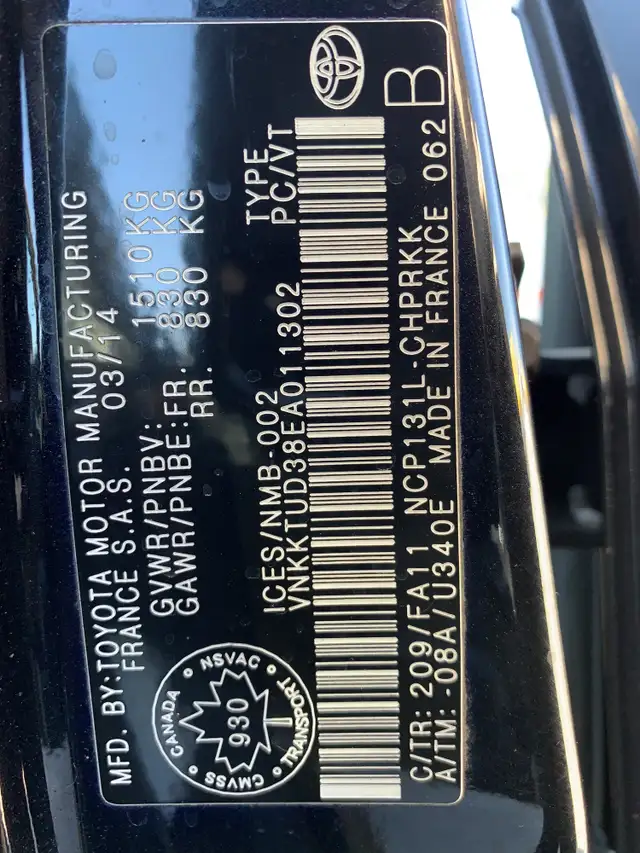 MFD. BY:TOYOTA MOTOR MANUFACTURING
FRANCE S.A.S. 03/14
GVWR/PNBV: 1510 KG
GAWR/PNBE:FR. 830 KG
RR. 830 KG
CANADA NSVAC
930
CMVSS TRANSPORT
ICES/NMB-002 TYPE
VNKKTUD38EA011302 PC/VT
C/TR: 209/FA11 NCP131L-CHPRKK
A/TM: -08A/U340E MADE IN FRANCE 062
B